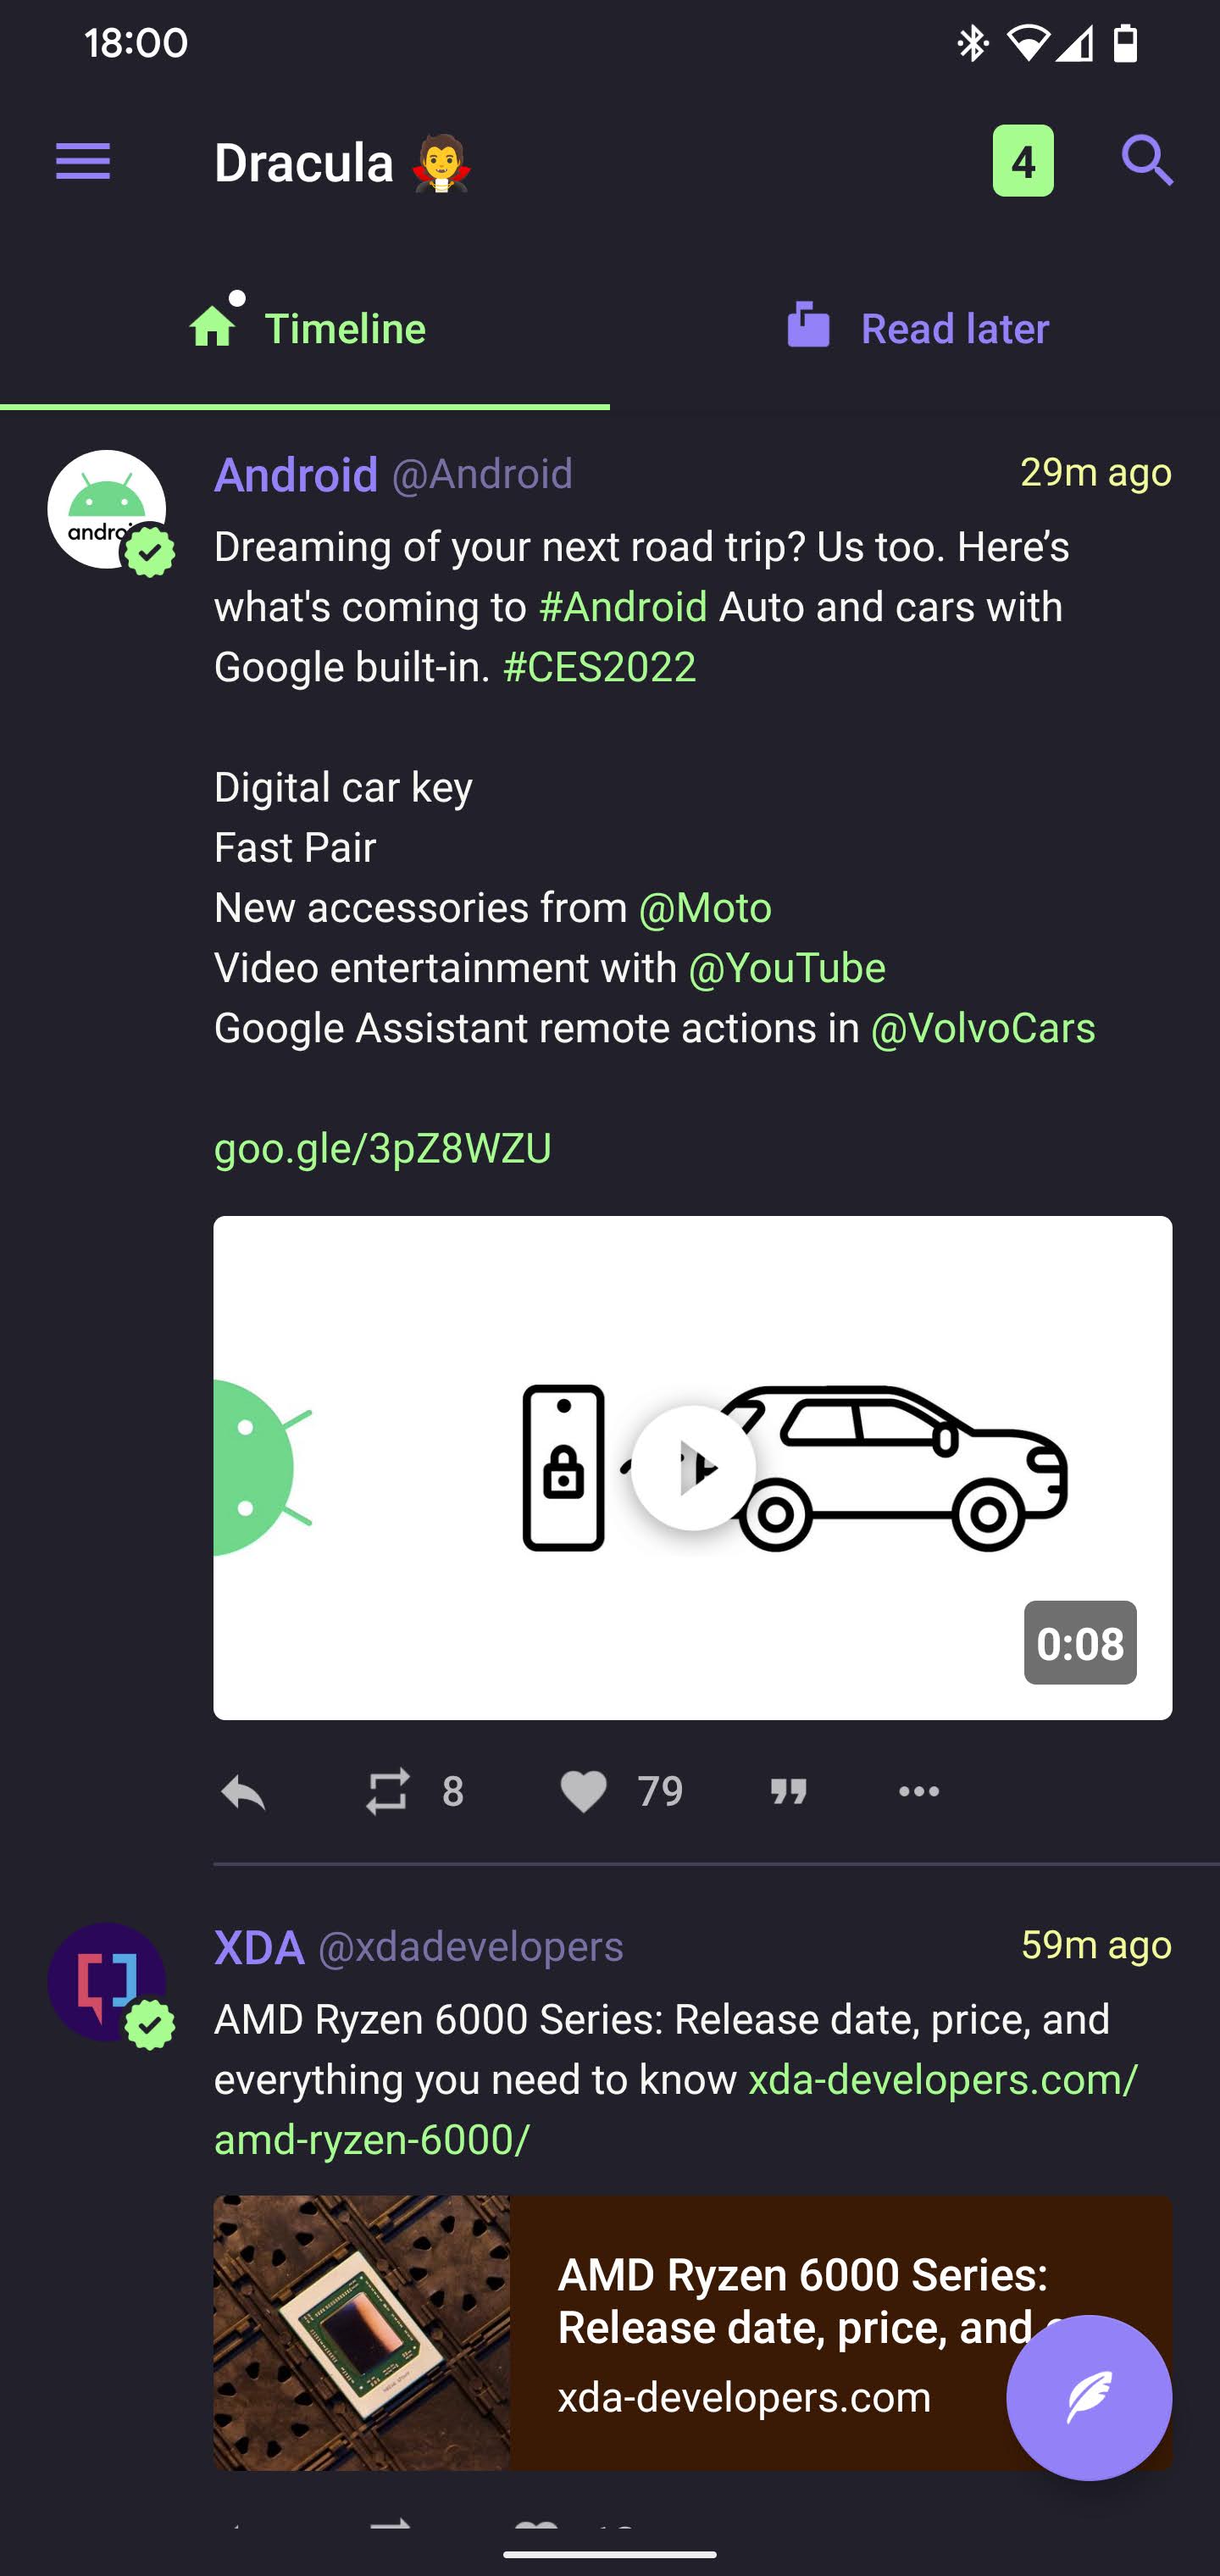 18:00
Dracula 🧛
4
Timeline
Read later
Android @Android
29m ago
Dreaming of your next road trip? Us too. Here’s
what's coming to #Android Auto and cars with
Google built-in. #CES2022
Digital car key
Fast Pair
New accessories from @Moto
Video entertainment with @YouTube
Google Assistant remote actions in @VolvoCars
goo.gle/3pZ8WZU
0:08
8
79
XDA @xdadevelopers
59m ago
AMD Ryzen 6000 Series: Release date, price, and
everything you need to know xda-developers.com/
amd-ryzen-6000/
AMD Ryzen 6000 Series:
Release date, price, and
xda-developers.com